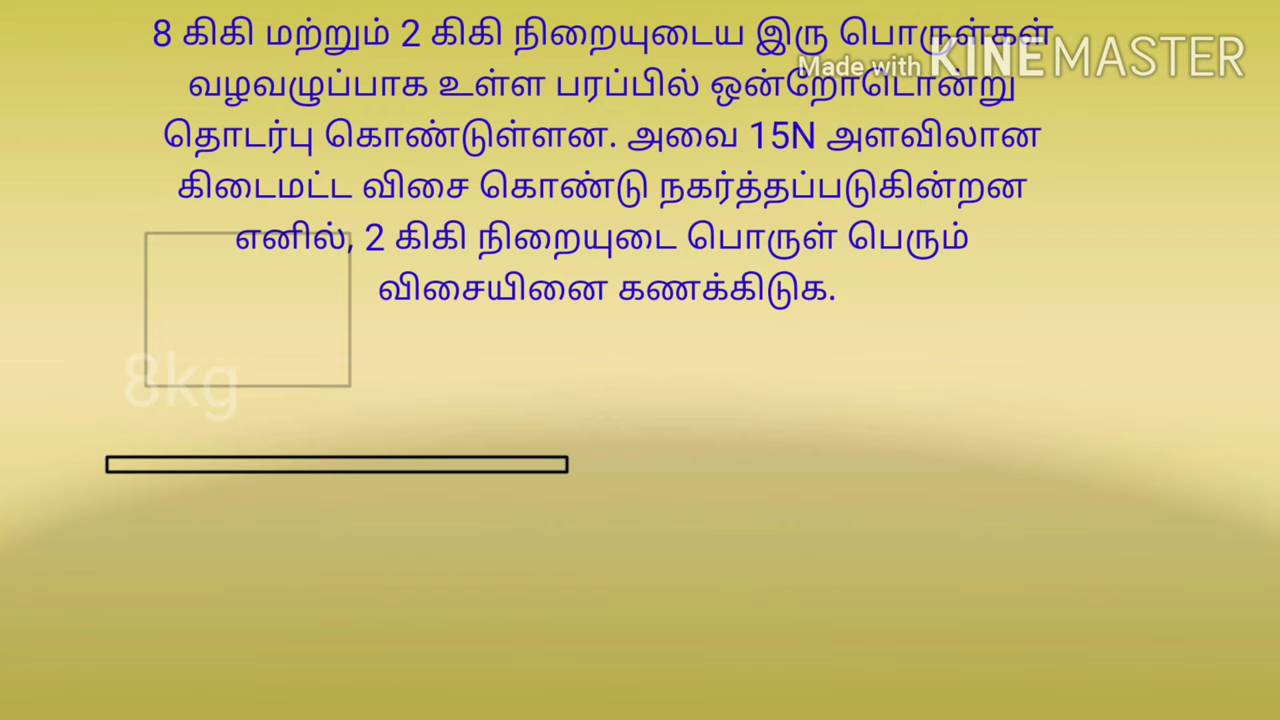 8 கிகி மற்றும் 2 கிகி நிறையுடைய இரு பொருள்கள்
Made with KINEMASTER
வழவழுப்பாக உள்ள பரப்பில் ஒன்றோடொன்று
தொடர்பு கொண்டுள்ளன. அவை 15N அளவிலான
கிடைமட்ட விசை கொண்டு நகர்த்தப்படுகின்றன
எனில், 2 கிகி நிறையுடை பொருள் பெரும்
விசையினை கணக்கிடுக.
8kg